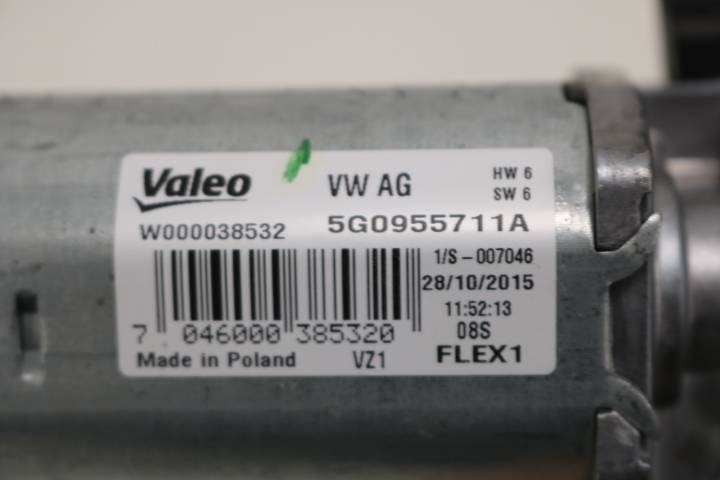 Valeo
VW AG
HW 6
SW 6
W000038532
5G0955711A
1/S-007046
28/10/2015
11:52:13
7 046000 385320
08S
Made in Poland
VZ1
FLEX1